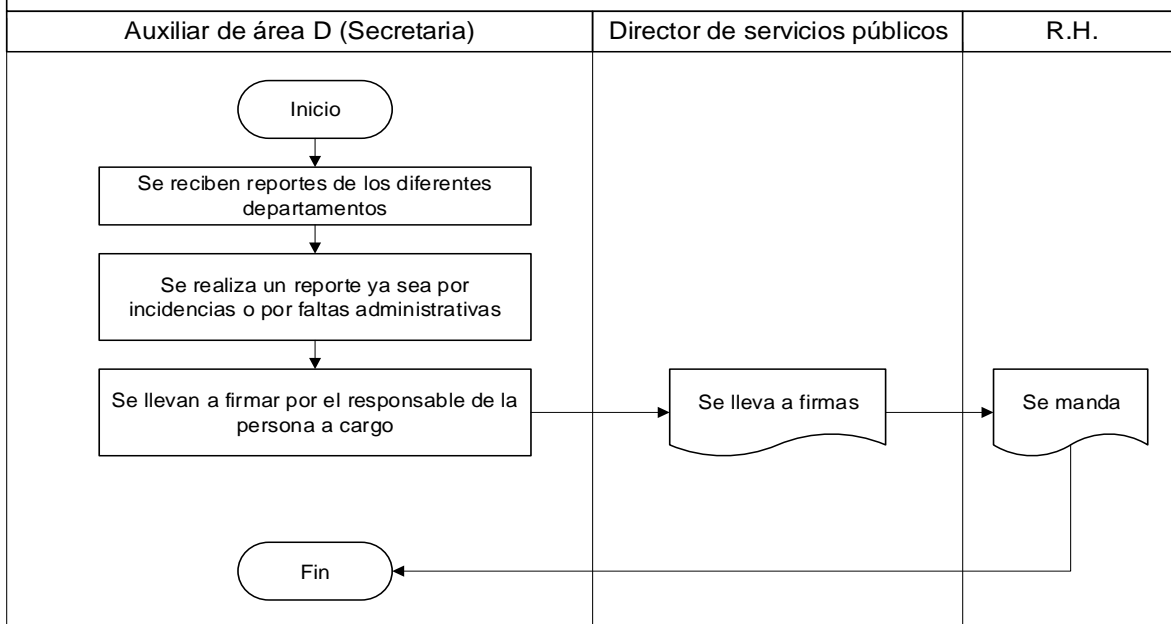 Auxiliar de área D (Secretaria)
Director de servicios públicos
R.H.
Inicio
Se reciben reportes de los diferentes
departamentos
Se realiza un reporte ya sea por
incidencias o por faltas administrativas
Se llevan a firmar por el responsable de la
persona a cargo
Se lleva a firmas
Se manda
Fin